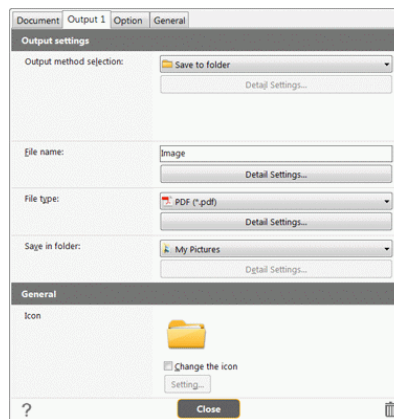 Document Output 1 Option General
Output settings
Output method selection: Save to folder
Detail Settings...
File name: Image
Detail Settings...
File type: PDF (*.pdf)
Detail Settings...
Save in folder: My Pictures
Detail Settings...
General
Icon
Change the icon
Setting...
? Close